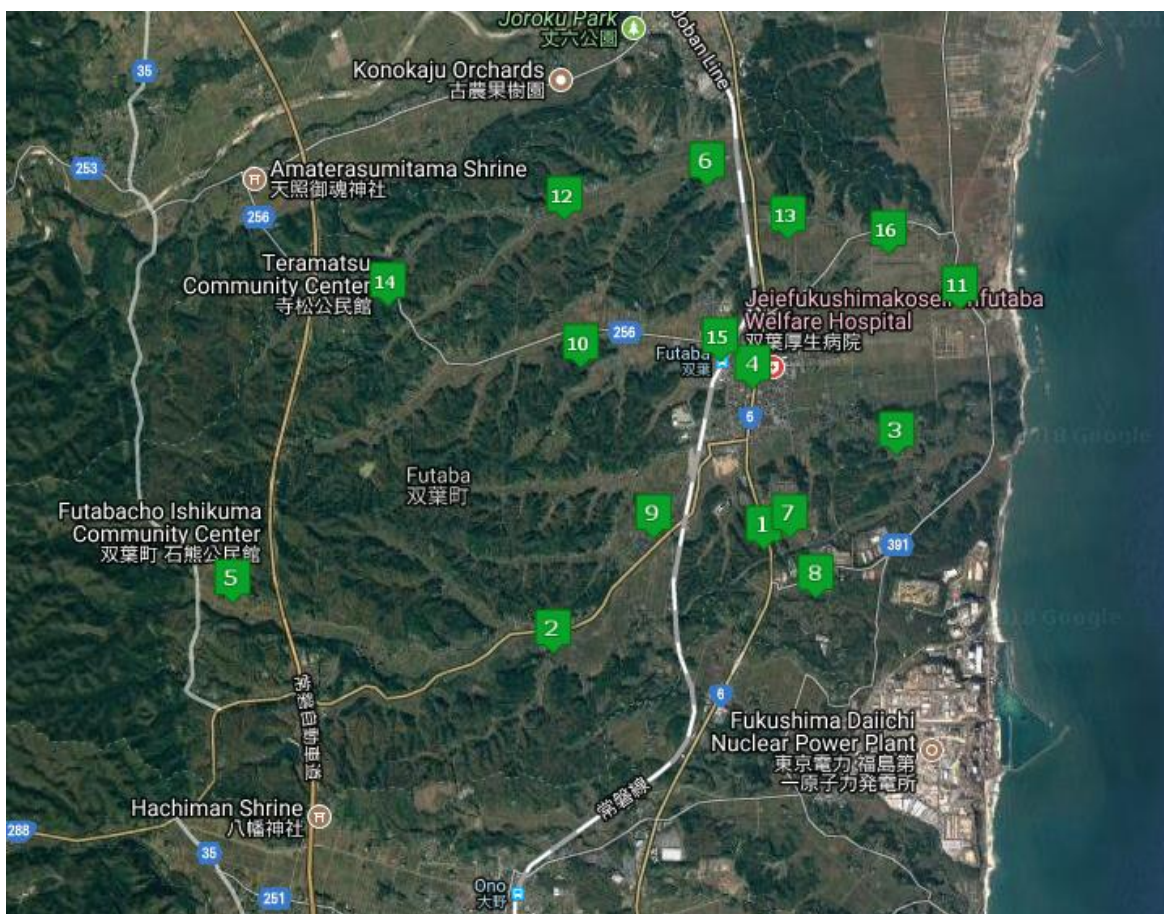 Joroku Park
丈六公園
Joban Line
35
Konokaju Orchards
古農果樹園
253
Amaterasumitama Shrine
天照御魂神社
6
12
256
13
16
Teramatsu
Community Center
寺松公民館
14
11
Welfare Hospital
双葉厚生病院
10
256
15
Futaba
双葉
4
6
3
Futaba
双葉町
Futabacho Ishikuma
Community Center
双葉町 石熊公民館
9
1
7
391
5
8
2
常磐自動車道
6
Fukushima Daiichi
Nuclear Power Plant
東京電力 福島第
一原子力発電所
常磐線
Hachiman Shrine
八幡神社
288
35
251
Ono
大野